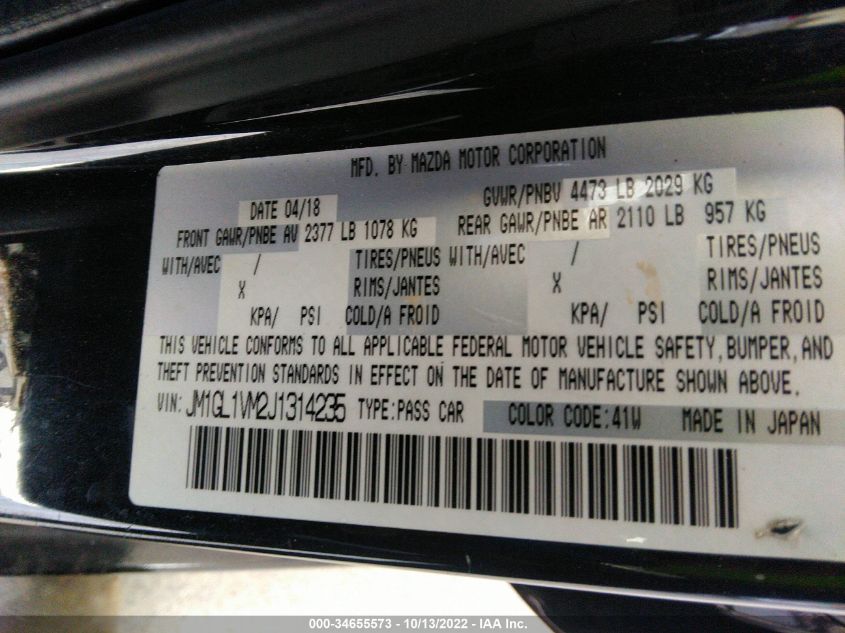 MFD. BY MAZDA MOTOR CORPORATION
DATE 04/18 GVWR/PNBV 4473 LB 2029 KG
FRONT GAWR/PNBE AV 2377 LB 1078 KG REAR GAWR/PNBE AR 2110 LB 957 KG
WITH/AVEC / TIRES/PNEUS WITH/AVEC / TIRES/PNEUS
X RIMS/JANTES X RIMS/JANTES
KPA/ PSI COLD/A FROID KPA/ PSI COLD/A FROID
THIS VEHICLE CONFORMS TO ALL APPLICABLE FEDERAL MOTOR VEHICLE SAFETY, BUMPER, AND
THEFT PREVENTION STANDARDS IN EFFECT ON THE DATE OF MANUFACTURE SHOWN ABOVE.
VIN: JM1GL1VM2J1314235 TYPE:PASS CAR COLOR CODE:41W MADE IN JAPAN
000-34655573 - 10/13/2022 - IAA Inc.